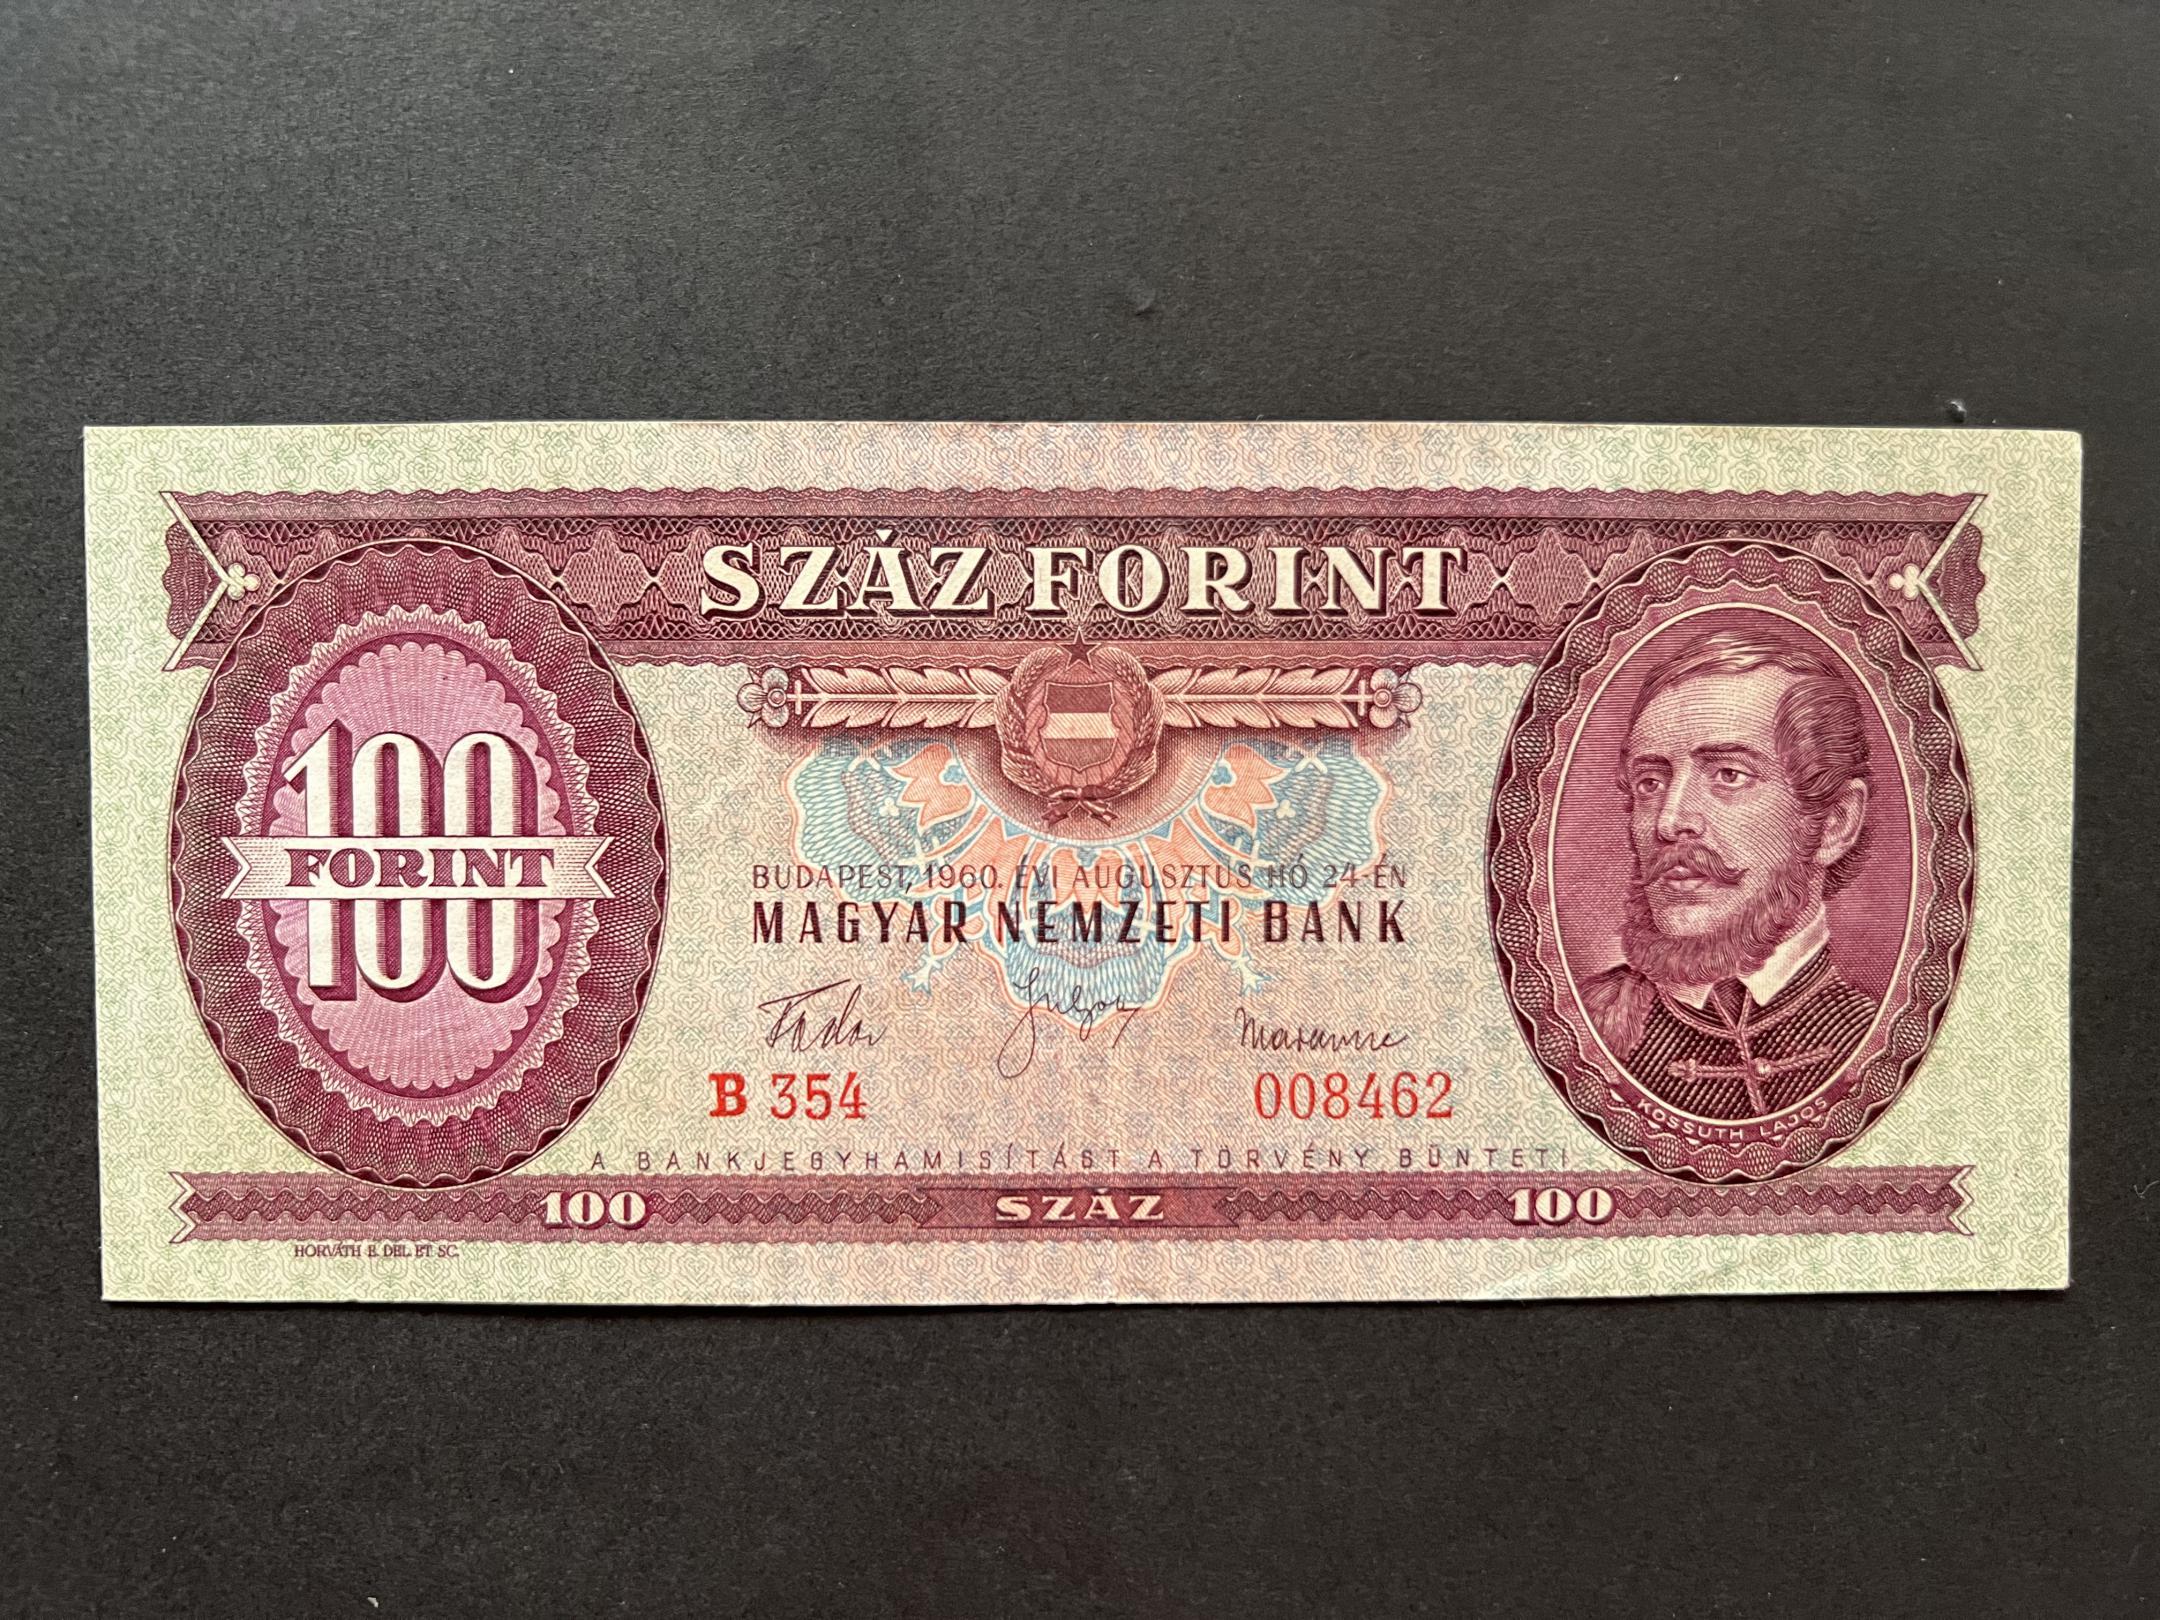 SZÁZ FORINT
100
FORINT
100
BUDAPEST, 1960. ÉVI AUGUSZTUS HÓ 24-ÉN
MAGYAR NEMZETI BANK
B 354
008462
KOSSUTH LAJOS
A BANKJEGYHAMISÍTÁST A TÖRVÉNY BÜNTETI
100
SZÁZ
100
HORVÁTH E. DEL. ET SC.